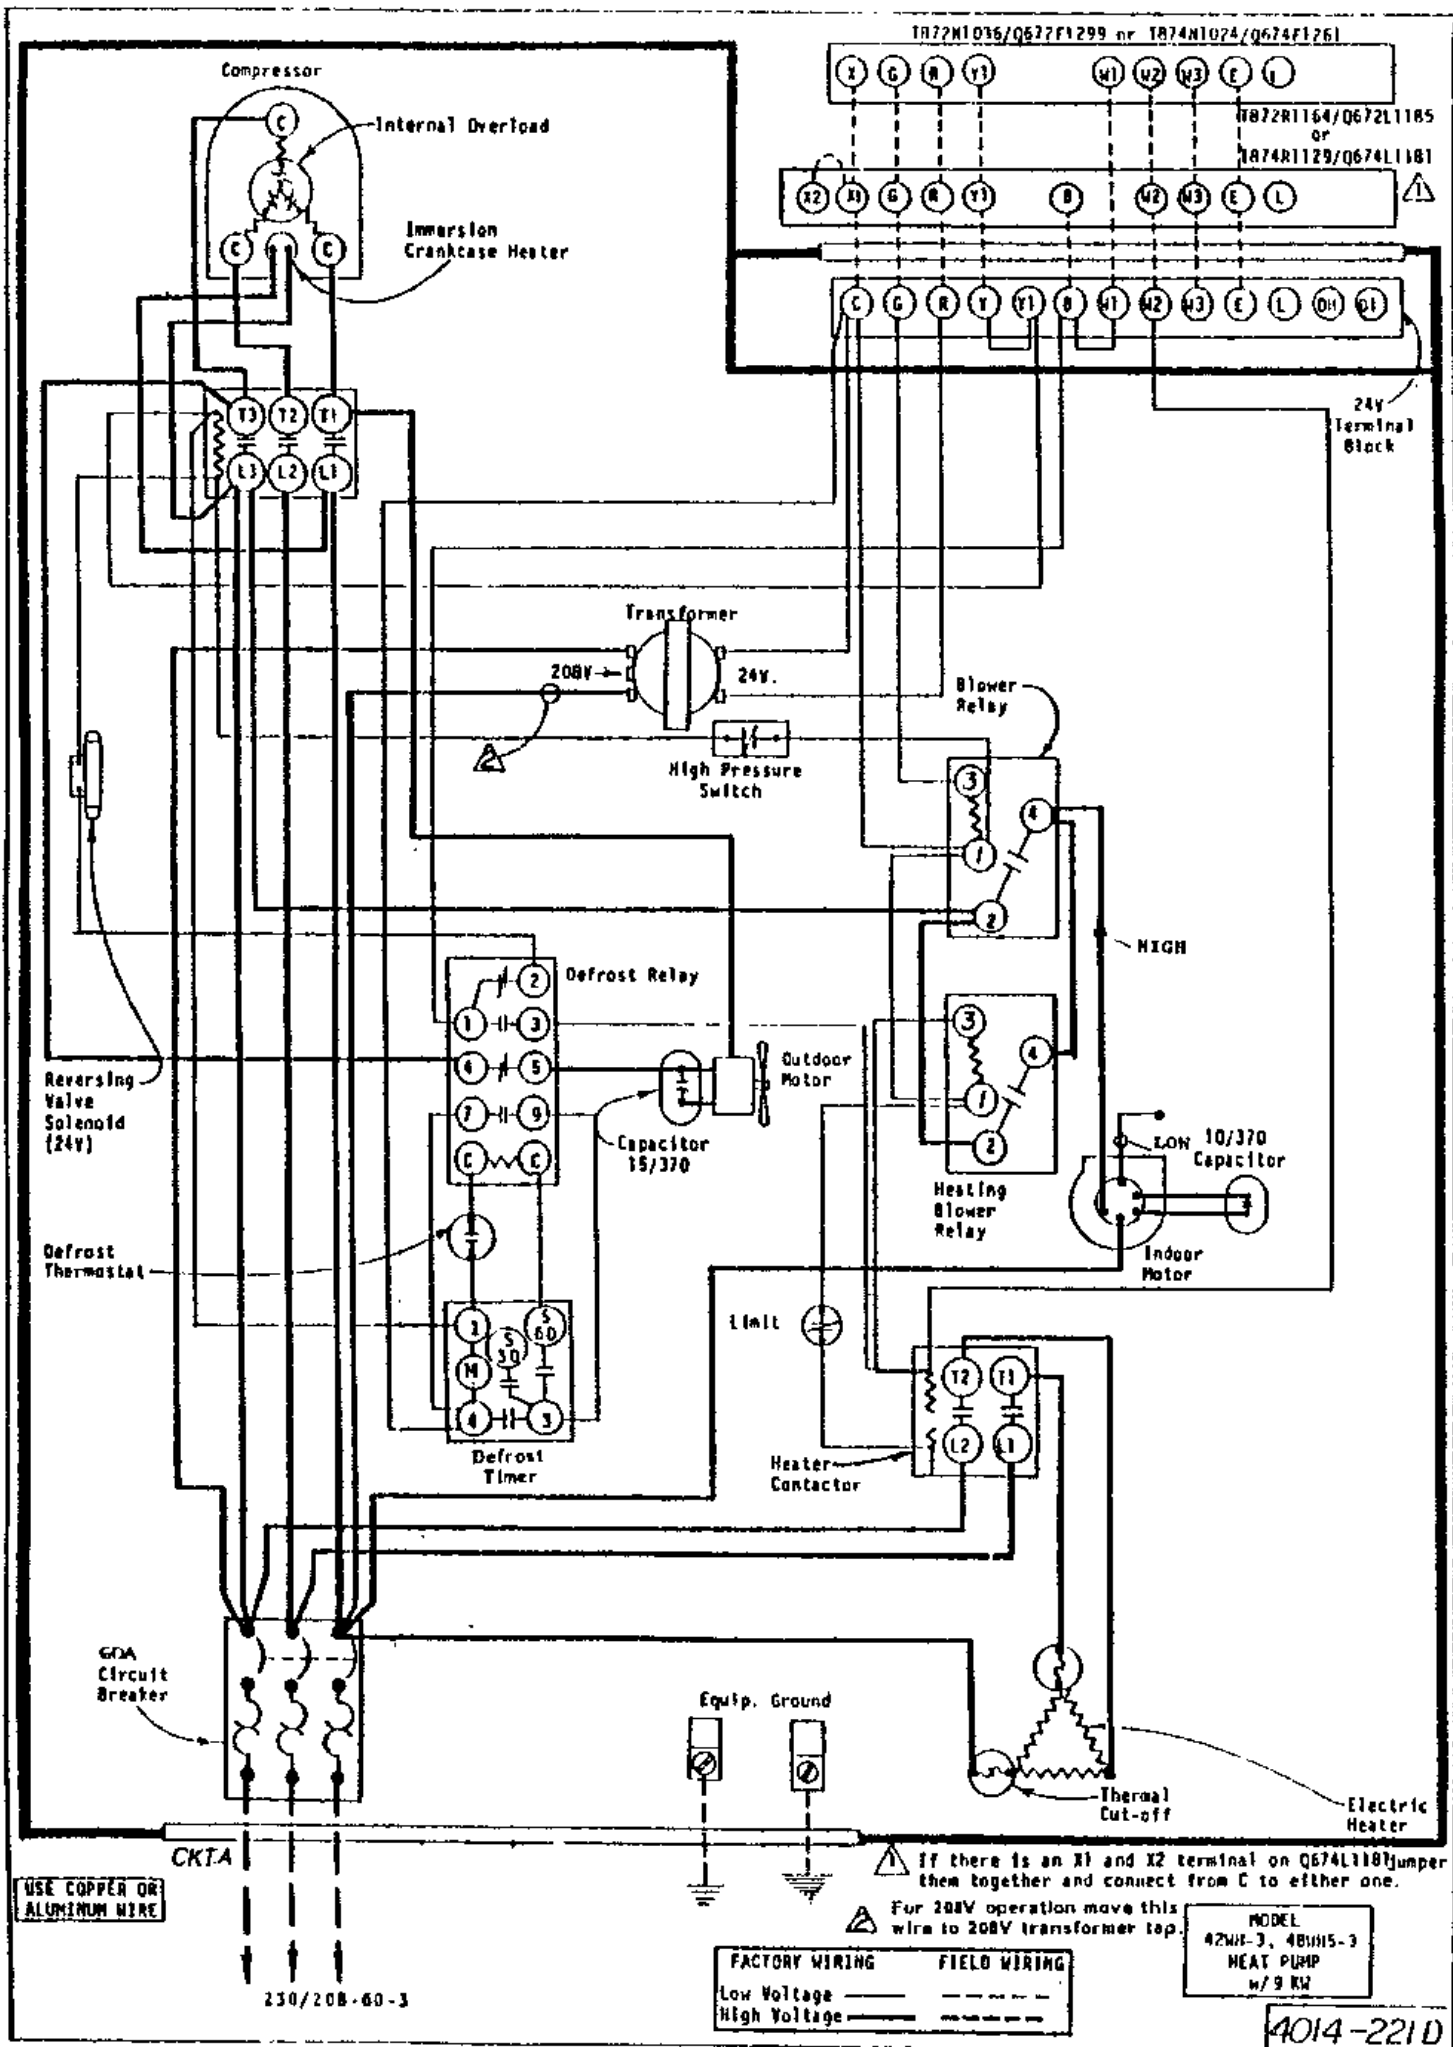 T872N1036/Q672F1299 or T874N1024/Q674F1261
X G R Y1 W1 W2 W3 E L
T872R1164/Q672L1185
or
T874R1129/Q674L1181
X2 X1 G R Y1 B W2 W3 E L
1
C G R Y Y1 B W1 W2 W3 E L
24V
Terminal
Block
Compressor
C
Internal Overload
Immersion
Crankcase Heater
C C
T3 T2 T1
L3 L2 L1
Transformer
208V
24V.
2
High Pressure
Switch
Blower
Relay
3
4
1
2
HIGH
Defrost Relay
2
1 3
4 5
7 9
C C
Outdoor
Motor
Capacitor
15/370
Reversing
Valve
Solenoid
(24V)
3
4
1
2
Heating
Blower
Relay
LOW
10/370
Capacitor
Indoor
Motor
Defrost
Thermostat
1
S
30
S
60
M
4 3
Defrost
Timer
Limit
T2 T1
L2 L1
Heater
Contactor
60A
Circuit
Breaker
Equip. Ground
Thermal
Cut-off
Electric
Heater
CKT.A
USE COPPER OR
ALUMINUM WIRE
230/208-60-3
1 If there is an X1 and X2 terminal on Q674L1181 jumper
them together and connect from C to either one.
2 For 208V operation move this
wire to 208V transformer tap.
FACTORY WIRING FIELD WIRING
Low Voltage
High Voltage
MODEL
HEAT PUMP
w/ 9 KW
4014-221D